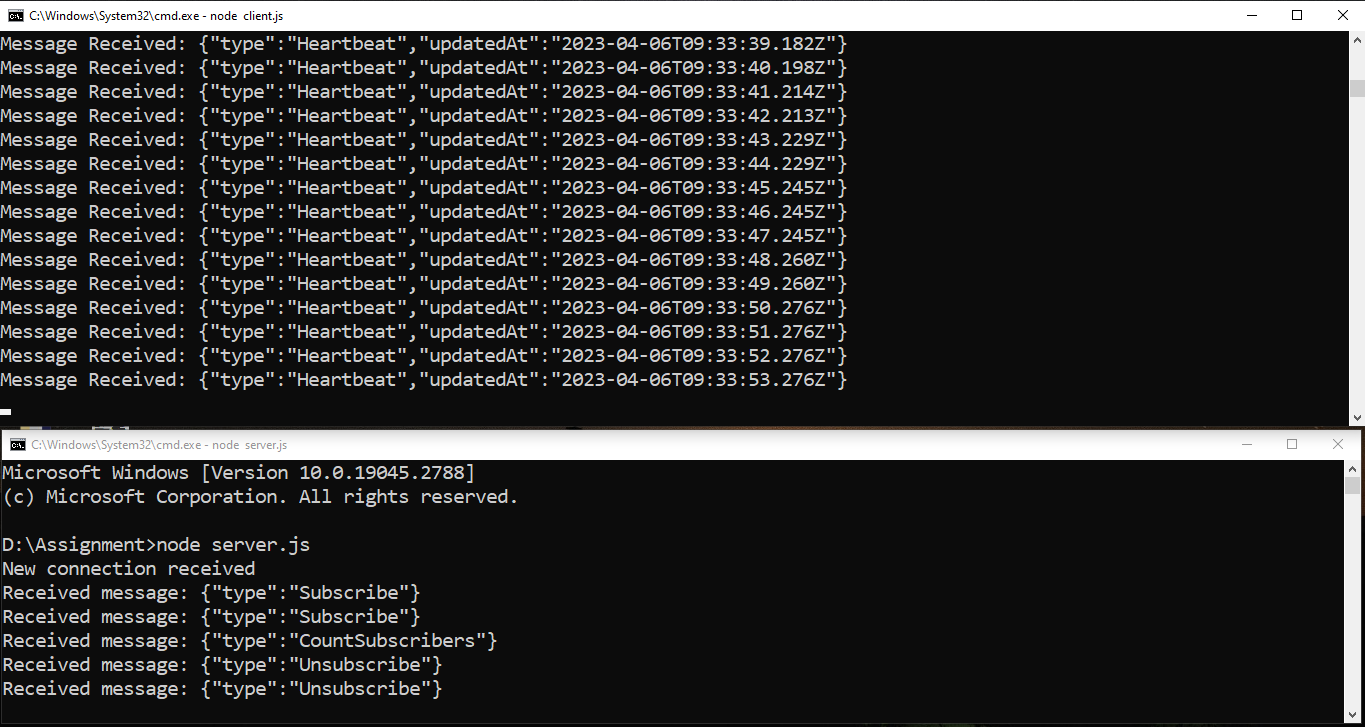 C:\Windows\System32\cmd.exe - node client.js
Message Received: {"type":"Heartbeat","updatedAt":"2023-04-06T09:33:39.182Z"}
Message Received: {"type":"Heartbeat","updatedAt":"2023-04-06T09:33:40.198Z"}
Message Received: {"type":"Heartbeat","updatedAt":"2023-04-06T09:33:41.214Z"}
Message Received: {"type":"Heartbeat","updatedAt":"2023-04-06T09:33:42.213Z"}
Message Received: {"type":"Heartbeat","updatedAt":"2023-04-06T09:33:43.229Z"}
Message Received: {"type":"Heartbeat","updatedAt":"2023-04-06T09:33:44.229Z"}
Message Received: {"type":"Heartbeat","updatedAt":"2023-04-06T09:33:45.245Z"}
Message Received: {"type":"Heartbeat","updatedAt":"2023-04-06T09:33:46.245Z"}
Message Received: {"type":"Heartbeat","updatedAt":"2023-04-06T09:33:47.245Z"}
Message Received: {"type":"Heartbeat","updatedAt":"2023-04-06T09:33:48.260Z"}
Message Received: {"type":"Heartbeat","updatedAt":"2023-04-06T09:33:49.260Z"}
Message Received: {"type":"Heartbeat","updatedAt":"2023-04-06T09:33:50.276Z"}
Message Received: {"type":"Heartbeat","updatedAt":"2023-04-06T09:33:51.276Z"}
Message Received: {"type":"Heartbeat","updatedAt":"2023-04-06T09:33:52.276Z"}
Message Received: {"type":"Heartbeat","updatedAt":"2023-04-06T09:33:53.276Z"}
C:\Windows\System32\cmd.exe - node server.js
Microsoft Windows [Version 10.0.19045.2788]
(c) Microsoft Corporation. All rights reserved.
D:\Assignment>node server.js
New connection received
Received message: {"type":"Subscribe"}
Received message: {"type":"Subscribe"}
Received message: {"type":"CountSubscribers"}
Received message: {"type":"Unsubscribe"}
Received message: {"type":"Unsubscribe"}